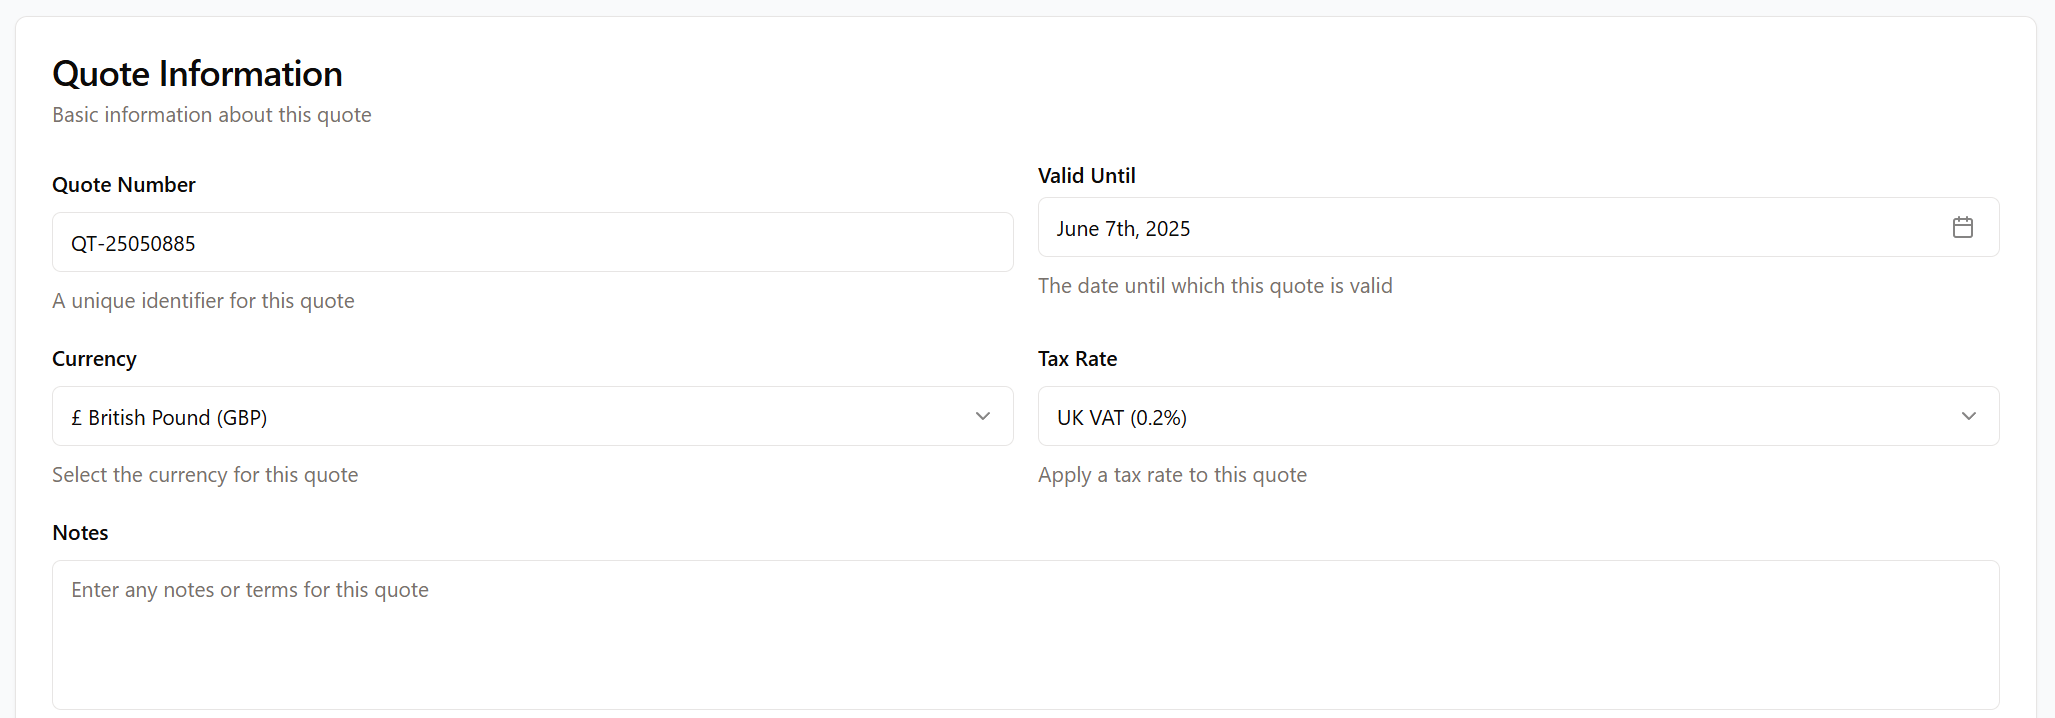 Quote Information
Basic information about this quote
Quote Number
QT-25050885
A unique identifier for this quote
Valid Until
June 7th, 2025
The date until which this quote is valid
Currency
£ British Pound (GBP)
Select the currency for this quote
Tax Rate
UK VAT (0.2%)
Apply a tax rate to this quote
Notes
Enter any notes or terms for this quote